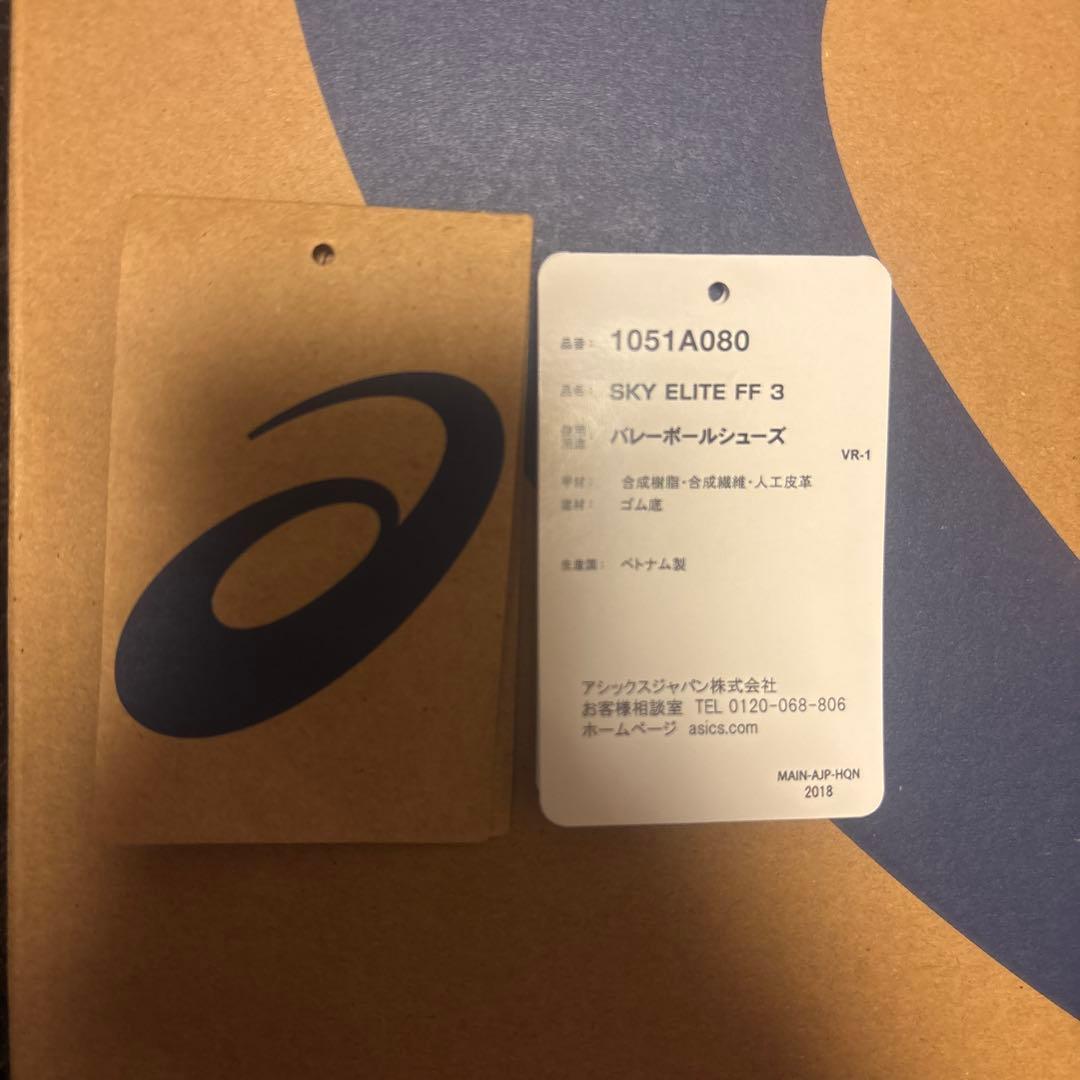 品番： 1051A080
品名： SKY ELITE FF 3
使用用途： バレーボールシューズ
VR-1
甲材： 合成樹脂・合成繊維・人工皮革
底材： ゴム底
生産国： ベトナム製
アシックスジャパン株式会社
お客様相談室 TEL 0120-068-806
ホームページ asics.com
MAIN-AJP-HQN
2018